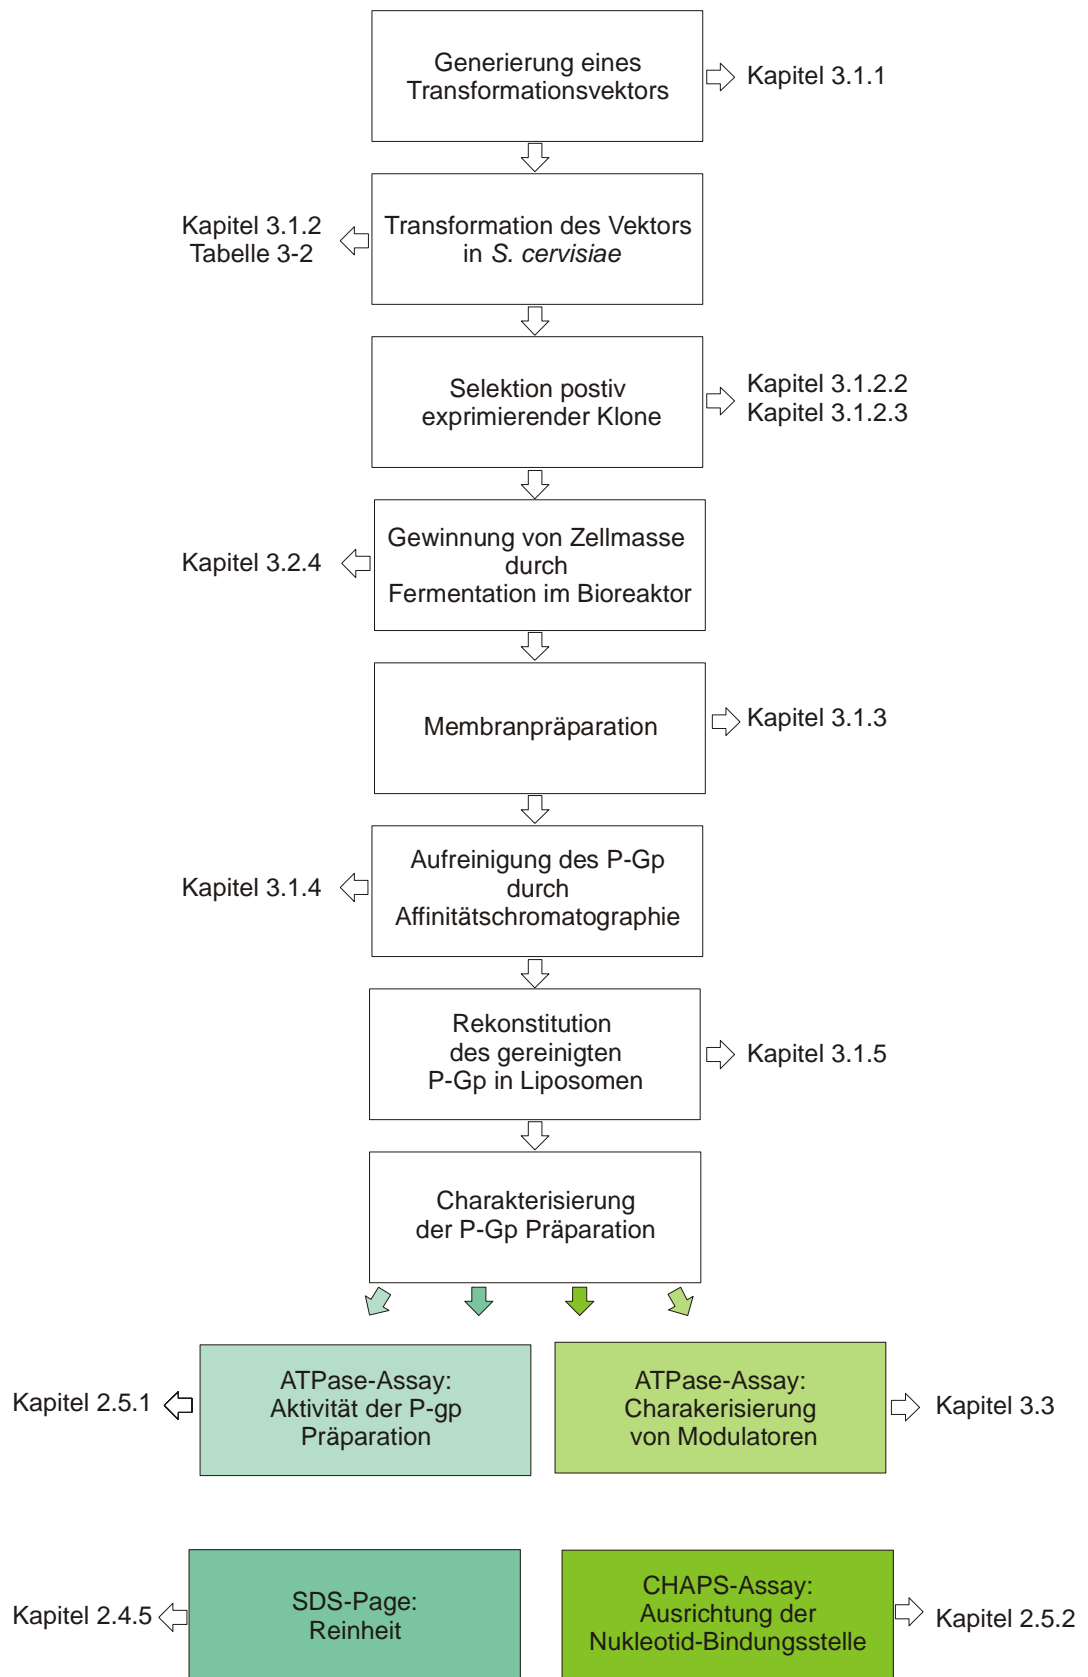 Generierung eines
Transformationsvektors
Kapitel 3.1.1
Kapitel 3.1.2
Tabelle 3-2
Transformation des Vektors
in S. cervisiae
Selektion postiv
exprimierender Klone
Kapitel 3.1.2.2
Kapitel 3.1.2.3
Kapitel 3.2.4
Gewinnung von Zellmasse
durch
Fermentation im Bioreaktor
Membranpräparation
Kapitel 3.1.3
Kapitel 3.1.4
Aufreinigung des P-Gp
durch
Affinitätschromatographie
Rekonstitution
des gereinigten
P-Gp in Liposomen
Kapitel 3.1.5
Charakterisierung
der P-Gp Präparation
Kapitel 2.5.1
ATPase-Assay:
Aktivität der P-gp
Präparation
ATPase-Assay:
Charakerisierung
von Modulatoren
Kapitel 3.3
Kapitel 2.4.5
SDS-Page:
Reinheit
CHAPS-Assay:
Ausrichtung der
Nukleotid-Bindungsstelle
Kapitel 2.5.2